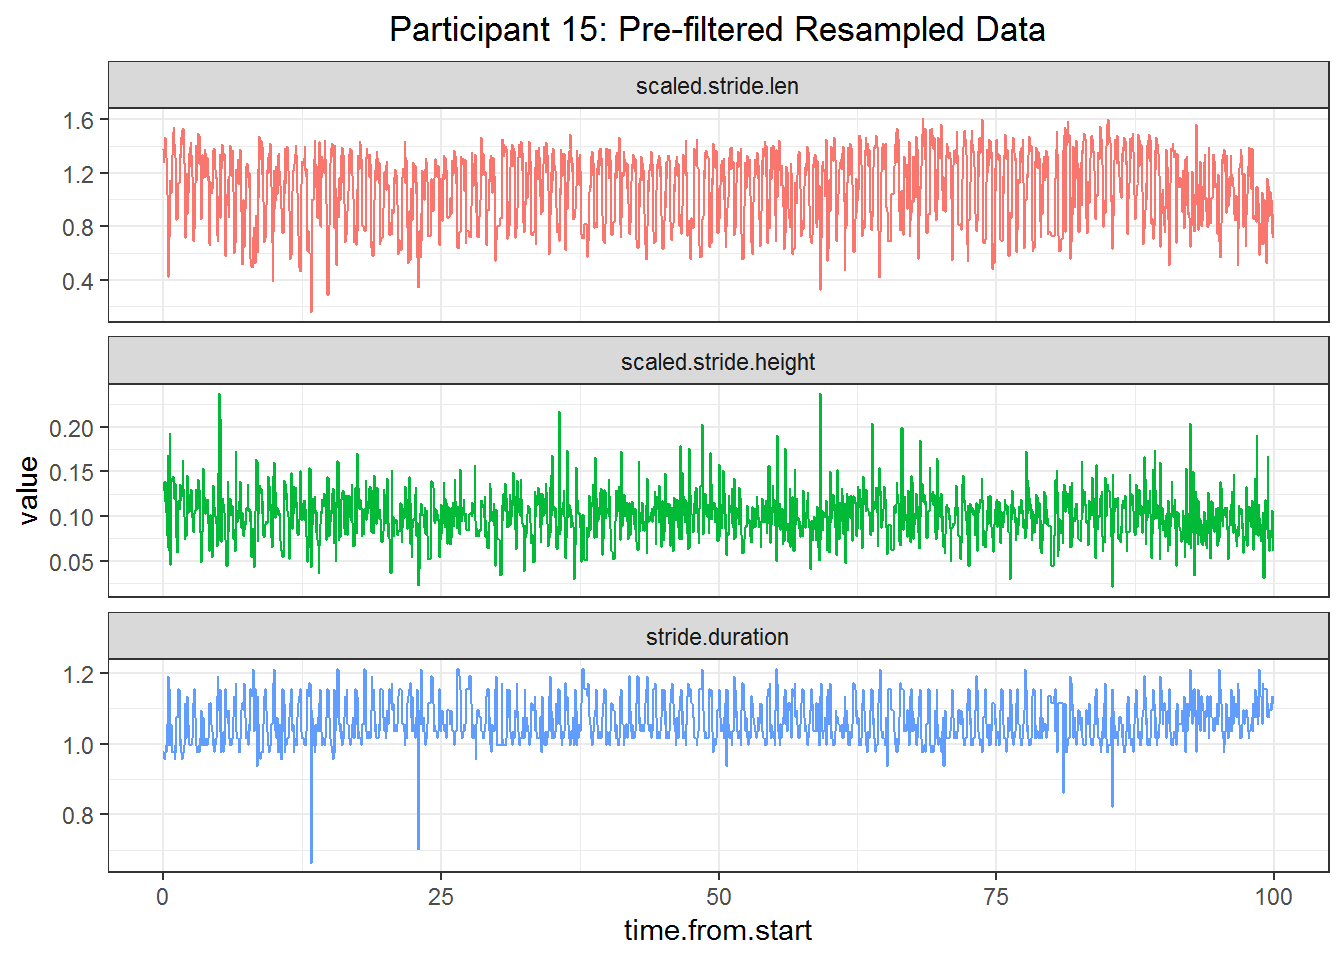 Participant 15: Pre-filtered Resampled Data
scaled.stride.len
1.6
1.2
0.8
0.4
scaled.stride.height
0.20
0.15
0.10
0.05
value
stride.duration
1.2
1.0
0.8
0 25 50 75 100
time.from.start